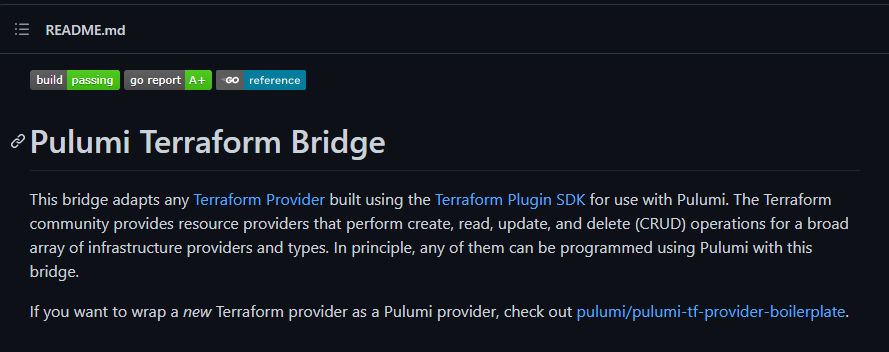 README.md
build passing go report A+ GO reference
Pulumi Terraform Bridge
This bridge adapts any Terraform Provider built using the Terraform Plugin SDK for use with Pulumi. The Terraform
community provides resource providers that perform create, read, update, and delete (CRUD) operations for a broad
array of infrastructure providers and types. In principle, any of them can be programmed using Pulumi with this
bridge.
If you want to wrap a new Terraform provider as a Pulumi provider, check out pulumi/pulumi-tf-provider-boilerplate.